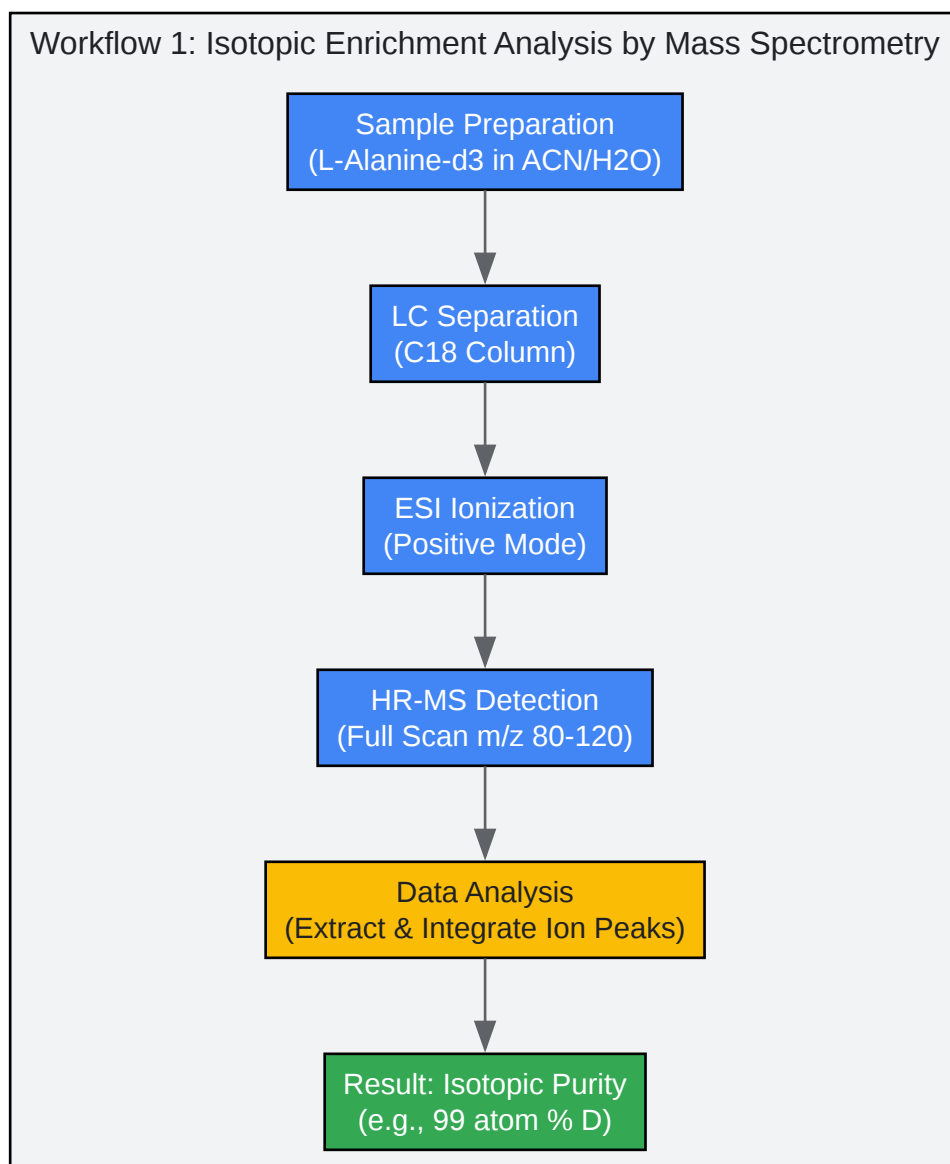 Workflow 1: Isotopic Enrichment Analysis by Mass Spectrometry
Sample Preparation
(L-Alanine-d3 in ACN/H2O)
LC Separation
(C18 Column)
ESI Ionization
(Positive Mode)
HR-MS Detection
(Full Scan m/z 80-120)
Data Analysis
(Extract & Integrate Ion Peaks)
Result: Isotopic Purity
(e.g., 99 atom % D)